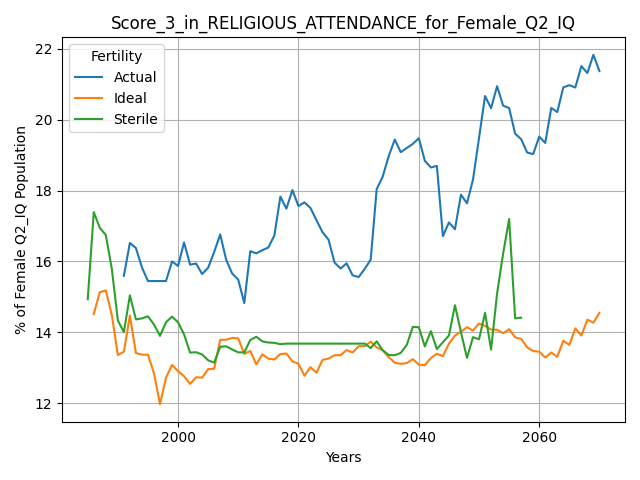 Score_3_in_RELIGIOUS_ATTENDANCE_for_Female_Q2_IQ
Fertility
Actual
Ideal
Sterile
% of Female Q2_IQ Population
22
20
18
16
14
12
2000
2020
2040
2060
Years